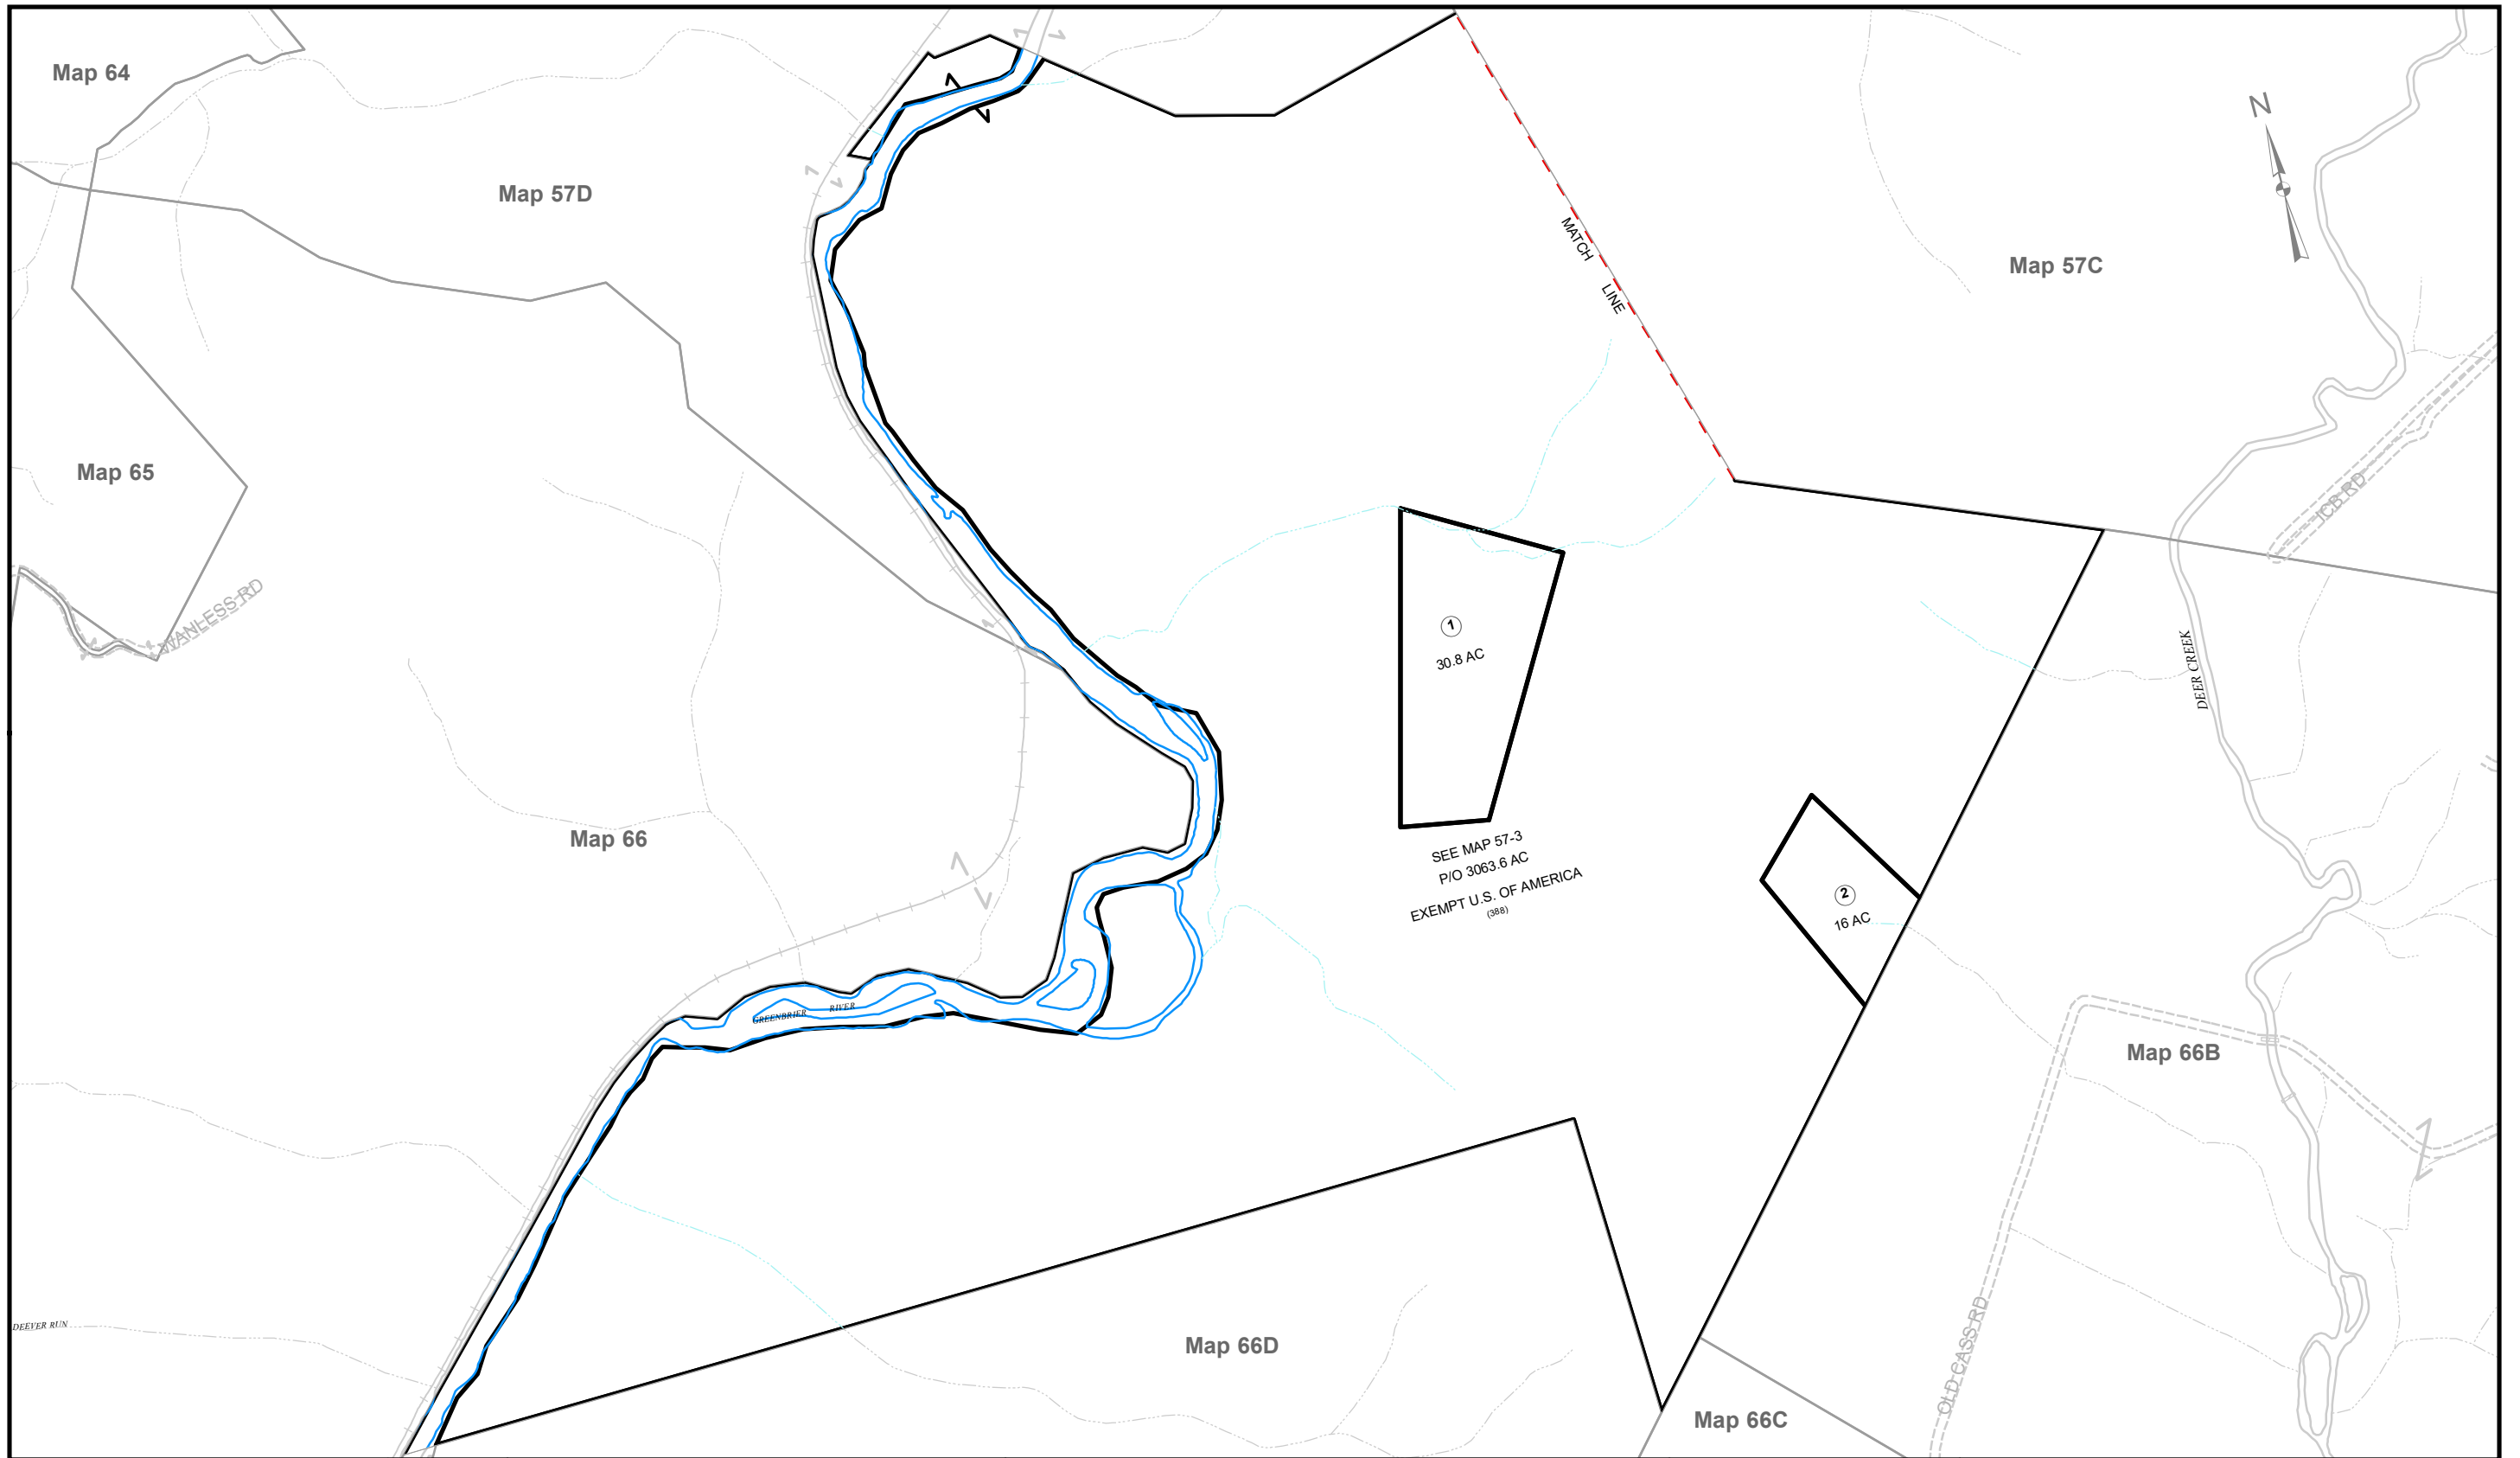 Map 64
N
Map 57D
MATCH
LINE
Map 57C
Map 65
ICB RD
WANLESS RD
1
30.8 AC
DEER CREEK
Map 66
SEE MAP 57-3
P/O 3063.6 AC
EXEMPT U.S. OF AMERICA
(388)
2
16 AC
GREENBRIER RIVER
Map 66B
DEEVER RUN
Map 66D
OLD CASS RD
Map 66C